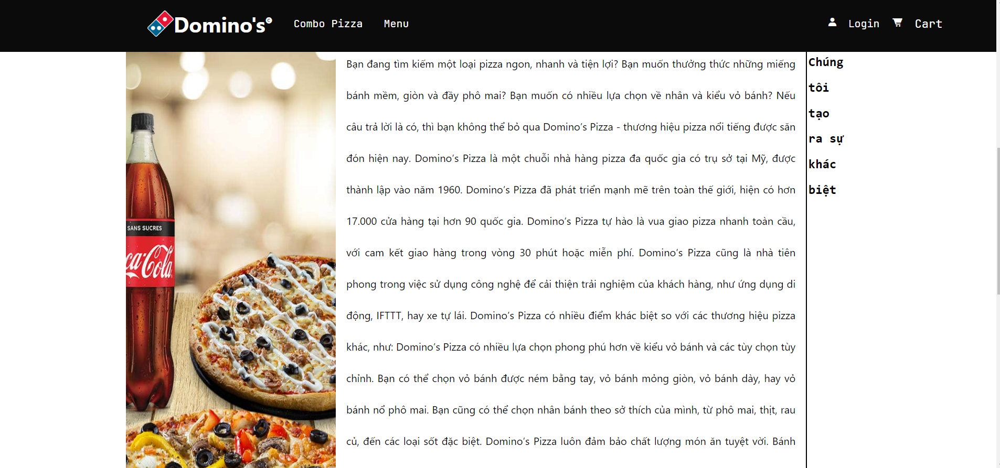 Domino's©
Combo Pizza
Menu
Login
Cart
SANS SUCRES
ca-Cola
Bạn đang tìm kiếm một loại pizza ngon, nhanh và tiện lợi? Bạn muốn thưởng thức những miếng
bánh mềm, giòn và đầy phô mai? Bạn muốn có nhiều lựa chọn về nhân và kiểu vỏ bánh? Nếu
câu trả lời là có, thì bạn không thể bỏ qua Domino’s Pizza - thương hiệu pizza nổi tiếng được săn
đón hiện nay. Domino’s Pizza là một chuỗi nhà hàng pizza đa quốc gia có trụ sở tại Mỹ, được
thành lập vào năm 1960. Domino’s Pizza đã phát triển mạnh mẽ trên toàn thế giới, hiện có hơn
17.000 cửa hàng tại hơn 90 quốc gia. Domino’s Pizza tự hào là vua giao pizza nhanh toàn cầu,
với cam kết giao hàng trong vòng 30 phút hoặc miễn phí. Domino’s Pizza cũng là nhà tiên
phong trong việc sử dụng công nghệ để cải thiện trải nghiệm của khách hàng, như ứng dụng di
động, IFTTT, hay xe tự lái. Domino’s Pizza có nhiều điểm khác biệt so với các thương hiệu pizza
khác, như: Domino’s Pizza có nhiều lựa chọn phong phú hơn về kiểu vỏ bánh và các tùy chọn tùy
chỉnh. Bạn có thể chọn vỏ bánh được ném bằng tay, vỏ bánh mỏng giòn, vỏ bánh dày, hay vỏ
bánh nổ phô mai. Bạn cũng có thể chọn nhân bánh theo sở thích của mình, từ phô mai, thịt, rau
củ, đến các loại sốt đặc biệt. Domino’s Pizza luôn đảm bảo chất lượng món ăn tuyệt vời. Bánh
Chúng
tôi
tạo
ra sự
khác
biệt